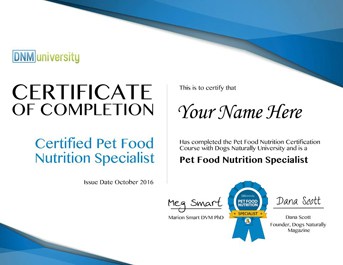 DNMuniversity
CERTIFICATE
OF COMPLETION
Certified Pet Food
Nutrition Specialist
Issue Date October 2016
This is to certify that
Your Name Here
Has completed the Pet Food Nutrition Certification
Course with Dogs Naturally University and is a
Pet Food Nutrition Specialist
Meg Smart
Marion Smart DVM PhD
PET FOOD
NUTRITION
SPECIALIST
Dana Scott
Dana Scott
Founder, Dogs Naturally
Magazine